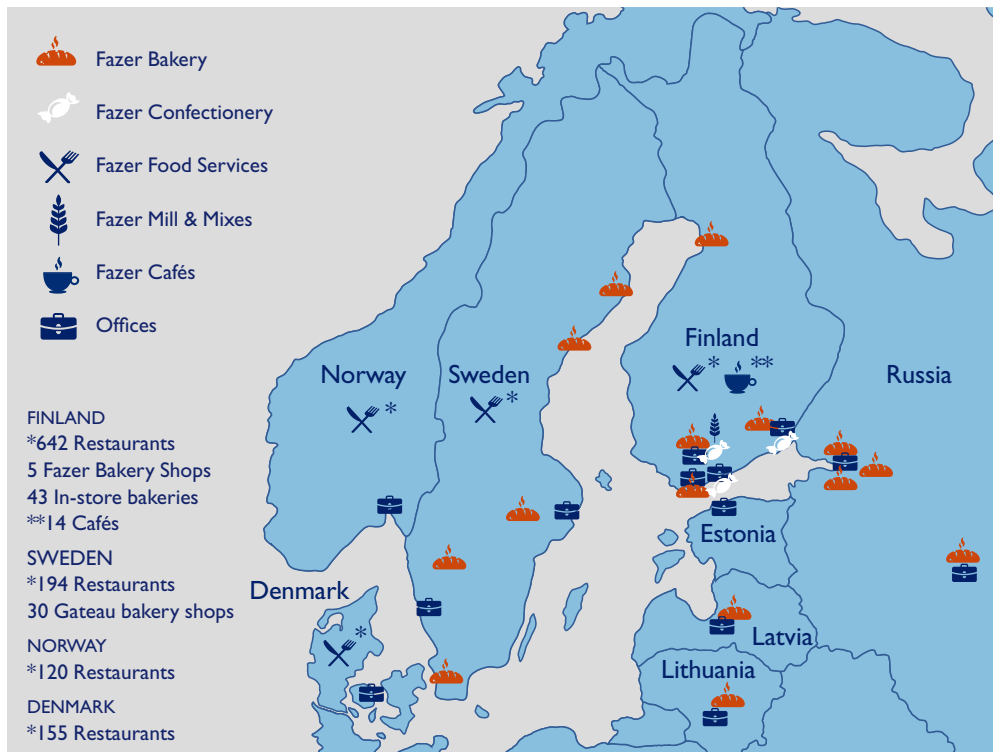 Fazer Bakery
Fazer Confectionery
Fazer Food Services
Fazer Mill & Mixes
Fazer Cafés
Offices
FINLAND
*642 Restaurants
5 Fazer Bakery Shops
43 In-store bakeries
**14 Cafés
SWEDEN
*194 Restaurants
30 Gateau bakery shops
NORWAY
*120 Restaurants
DENMARK
*155 Restaurants
Norway
*
Sweden
*
Finland
* **
Russia
Estonia
Denmark
*
Latvia
Lithuania